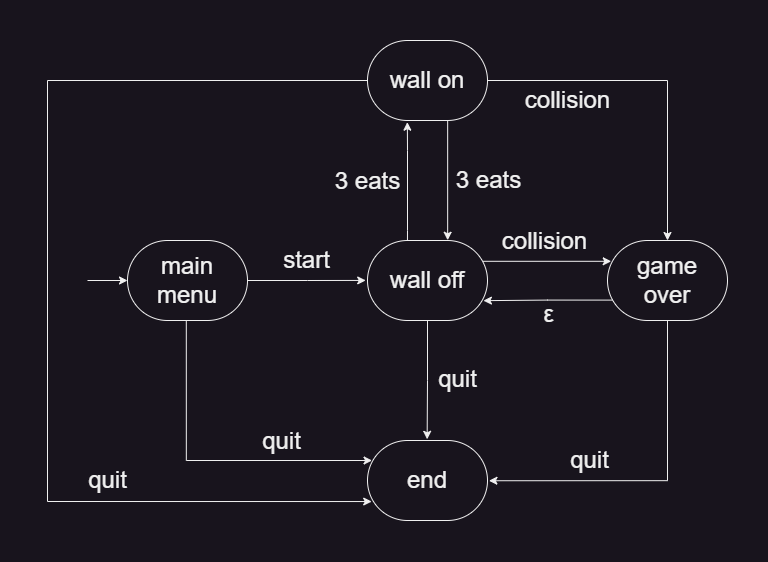 wall on
collision
3 eats
3 eats
collision
main
menu
start
wall off
game
over
ε
quit
quit
quit
quit
end